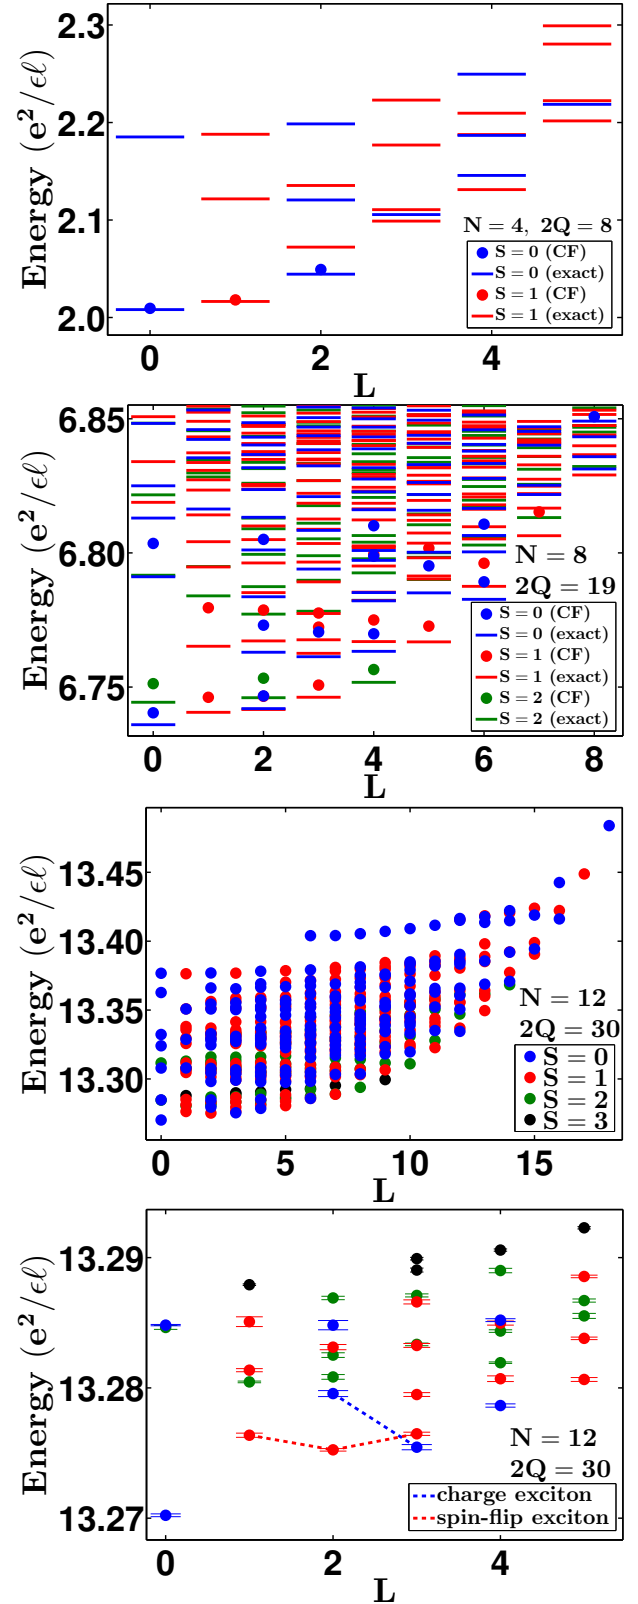 2.3
2.2
2.1
2.0
Energy (e²/ϵℓ)
N = 4, 2Q = 8
S = 0 (CF)
S = 0 (exact)
S = 1 (CF)
S = 1 (exact)
0 2 4
L
6.85
6.80
6.75
Energy (e²/ϵℓ)
N = 8
2Q = 19
S = 0 (CF)
S = 0 (exact)
S = 1 (CF)
S = 1 (exact)
S = 2 (CF)
S = 2 (exact)
0 2 4 6 8
L
13.45
13.40
13.35
13.30
Energy (e²/ϵℓ)
N = 12
2Q = 30
S = 0
S = 1
S = 2
S = 3
0 5 10 15
L
13.29
13.28
13.27
Energy (e²/ϵℓ)
N = 12
2Q = 30
charge exciton
spin-flip exciton
0 2 4
L